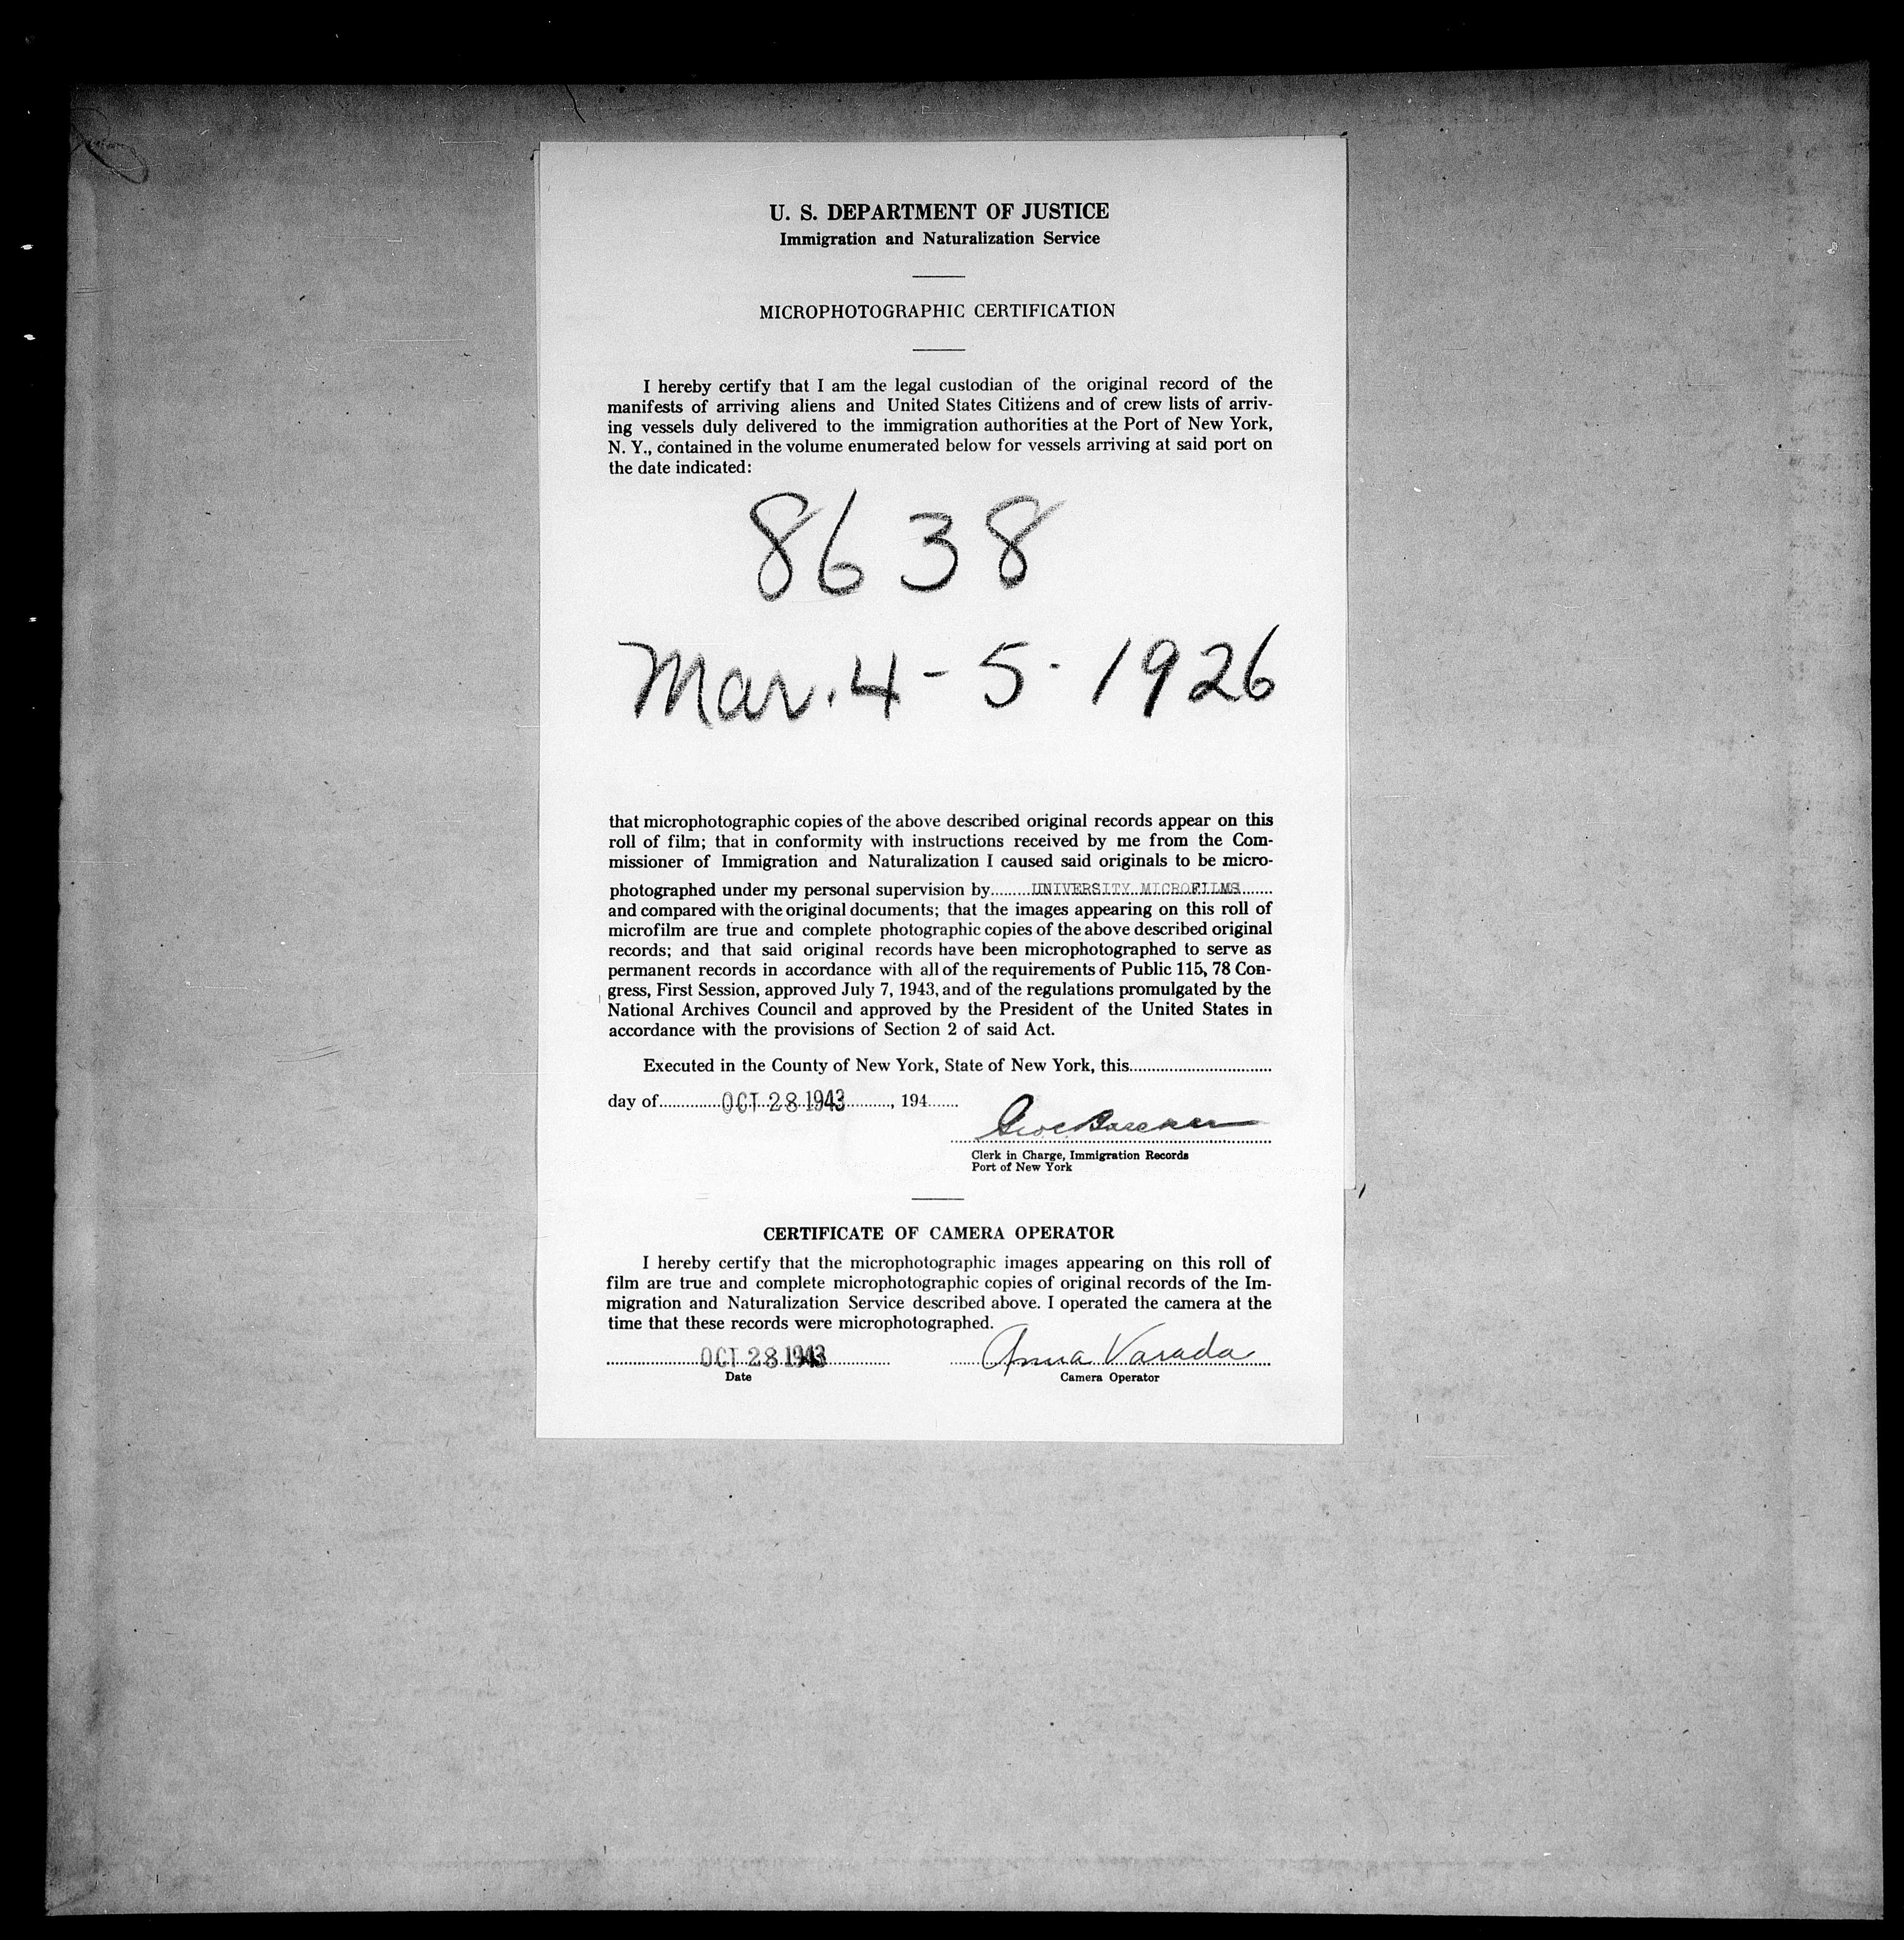 U. S. DEPARTMENT OF JUSTICE
Immigration and Naturalization Service
MICROPHOTOGRAPHIC CERTIFICATION
I hereby certify that I am the legal custodian of the original record of the
manifests of arriving aliens and United States Citizens and of crew lists of arriv-
ing vessels duly delivered to the immigration authorities at the Port of New York,
N. Y., contained in the volume enumerated below for vessels arriving at said port on
the date indicated:
8638
Mar. 4 - 5 - 1926
that microphotographic copies of the above described original records appear on this
roll of film; that in conformity with instructions received by me from the Com-
missioner of Immigration and Naturalization I caused said originals to be micro-
photographed under my personal supervision by UNIVERSITY MICROFILMS
and compared with the original documents; that the images appearing on this roll of
microfilm are true and complete photographic copies of the above described original
records; and that said original records have been microphotographed to serve as
permanent records in accordance with all of the requirements of Public 115, 78 Con-
gress, First Session, approved July 7, 1943, and of the regulations promulgated by the
National Archives Council and approved by the President of the United States in
accordance with the provisions of Section 2 of said Act.
Executed in the County of New York, State of New York, this
day of OCT 28 1943, 194
Clerk in Charge, Immigration Records
Port of New York
CERTIFICATE OF CAMERA OPERATOR
I hereby certify that the microphotographic images appearing on this roll of
film are true and complete microphotographic copies of original records of the Im-
migration and Naturalization Service described above. I operated the camera at the
time that these records were microphotographed.
OCT 28 1943 Anna Varada
Date Camera Operator